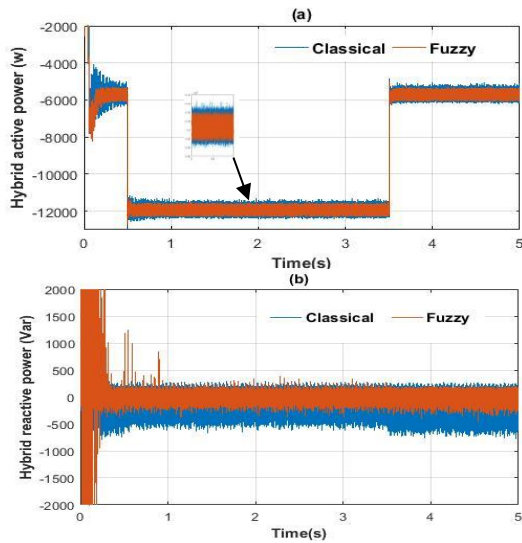 (a)
Hybrid active power (w)
-2000
-4000
-6000
-8000
-10000
-12000
Classical Fuzzy
0 1 2 3 4 5
Time(s)
(b)
Hybrid reactive power (Var)
2000
1500
1000
500
0
-500
-1000
-1500
-2000
Classical Fuzzy
0 1 2 3 4 5
Time(s)